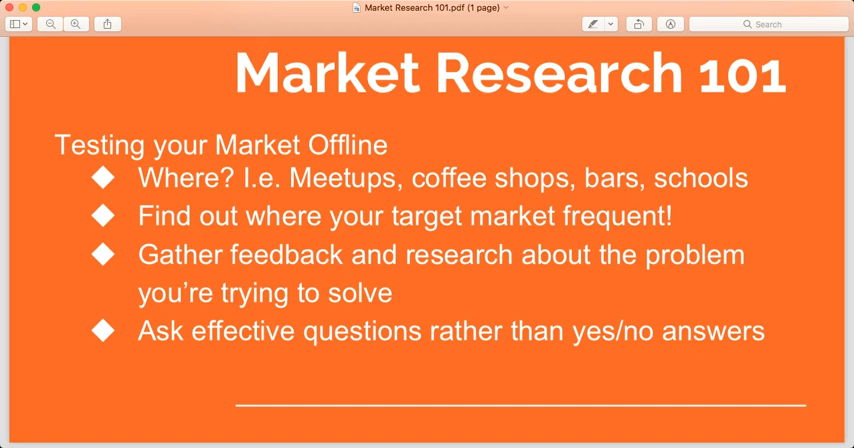 Market Research 101.pdf (1 page)
Search
Market Research 101
Testing your Market Offline
Where? I.e. Meetups, coffee shops, bars, schools
Find out where your target market frequent!
Gather feedback and research about the problem
you're trying to solve
Ask effective questions rather than yes/no answers